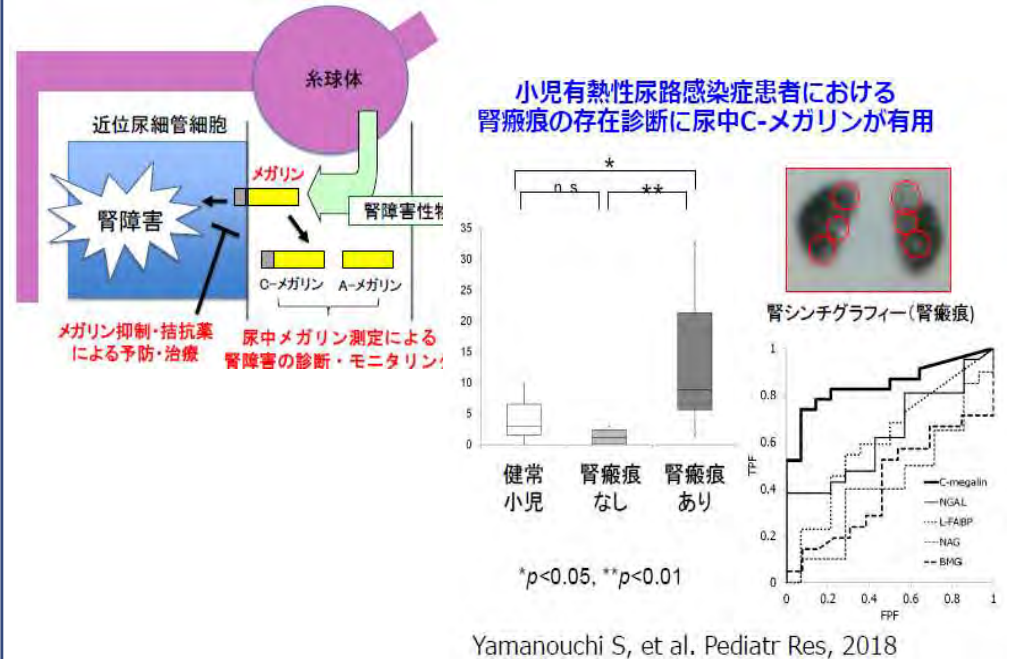 糸球体
近位尿細管細胞
メガリン
腎障害
腎障害性物
C-メガリン A-メガリン
メガリン抑制・拮抗薬
による予防・治療
尿中メガリン測定による
腎障害の診断・モニタリング
小児有熱性尿路感染症患者における
腎瘢痕の存在診断に尿中C-メガリンが有用
*
n.s
**
35
30
25
20
15
10
5
0
健常
小児
腎瘢痕
なし
腎瘢痕
あり
*p<0.05, **p<0.01
腎シンチグラフィー(腎瘢痕)
TPF
1
0.8
0.6
0.4
0.2
0
0 0.2 0.4 0.6 0.8 1
FPF
C-megalin
NGAL
L-FABP
NAG
BMG
Yamanouchi S, et al. Pediatr Res, 2018